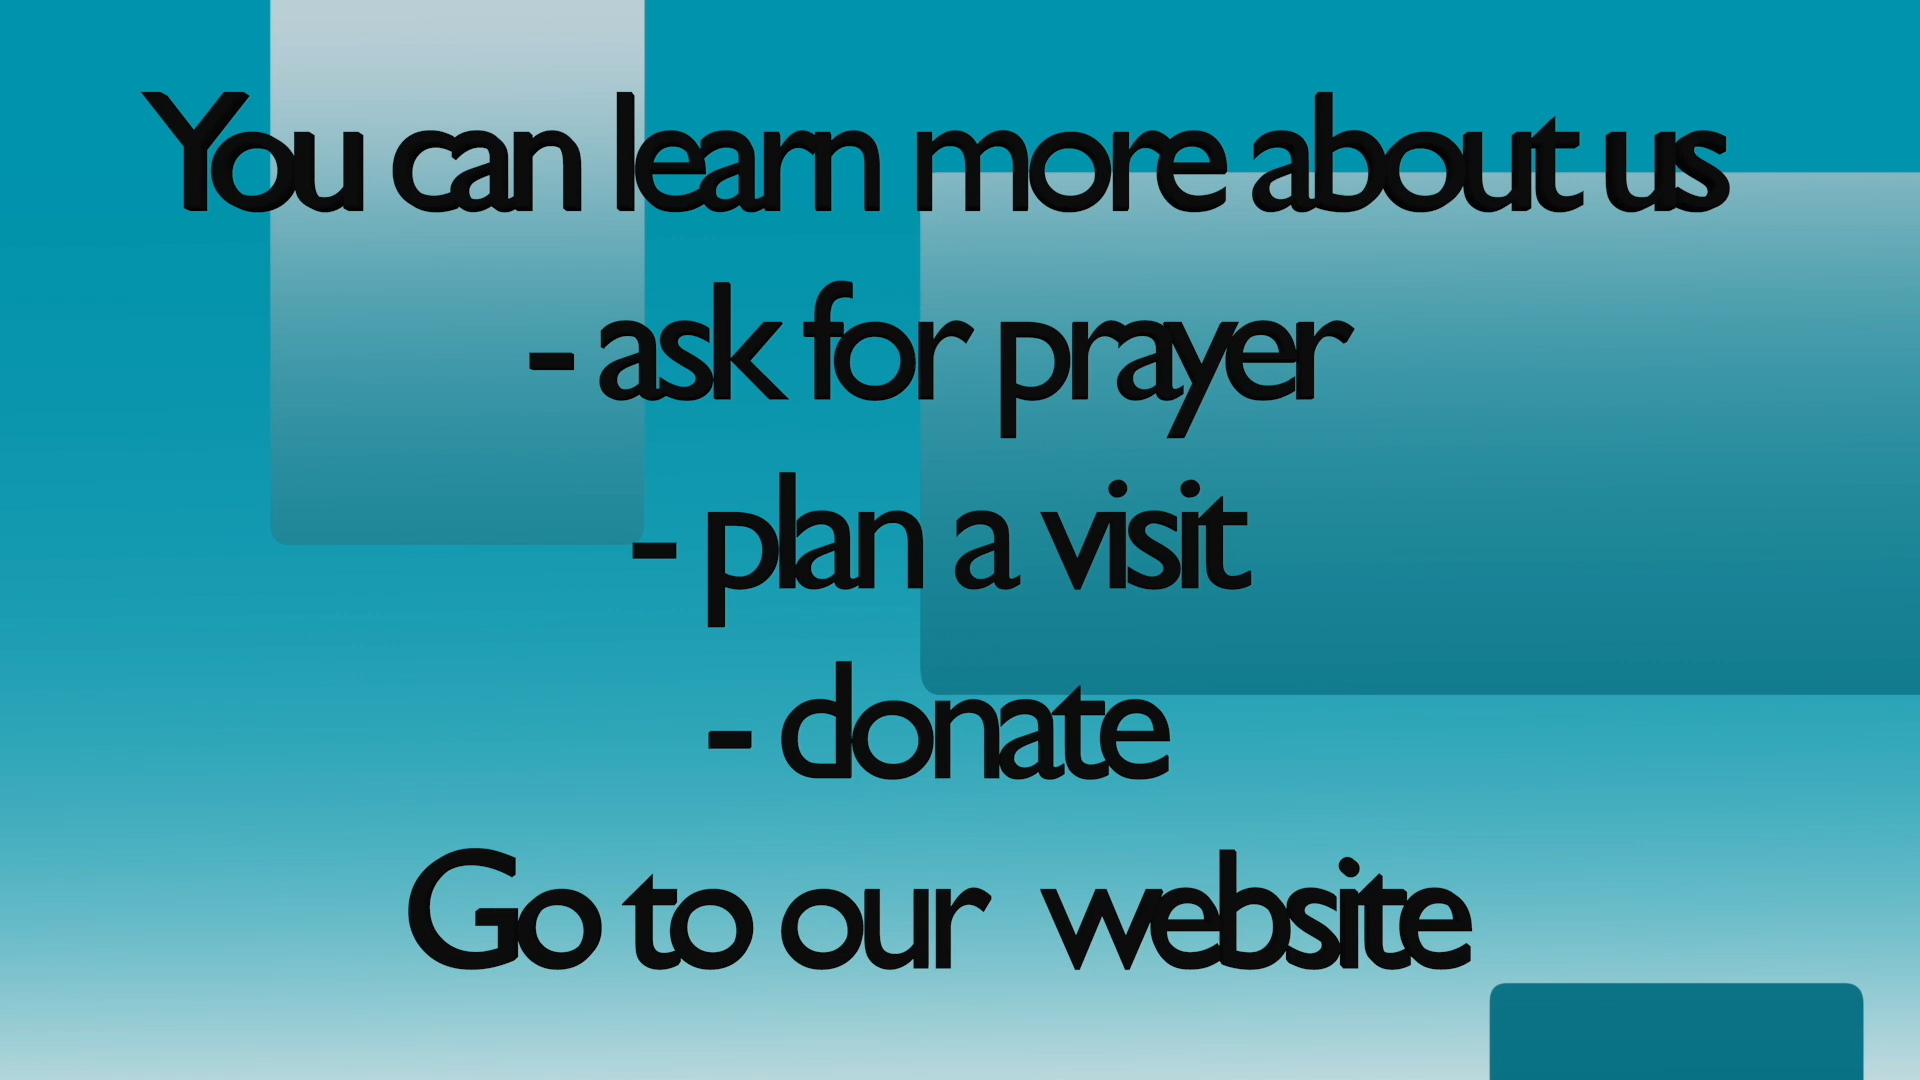 You can learn more about us
- ask for prayer
- plan a visit
- donate
Go to our  website